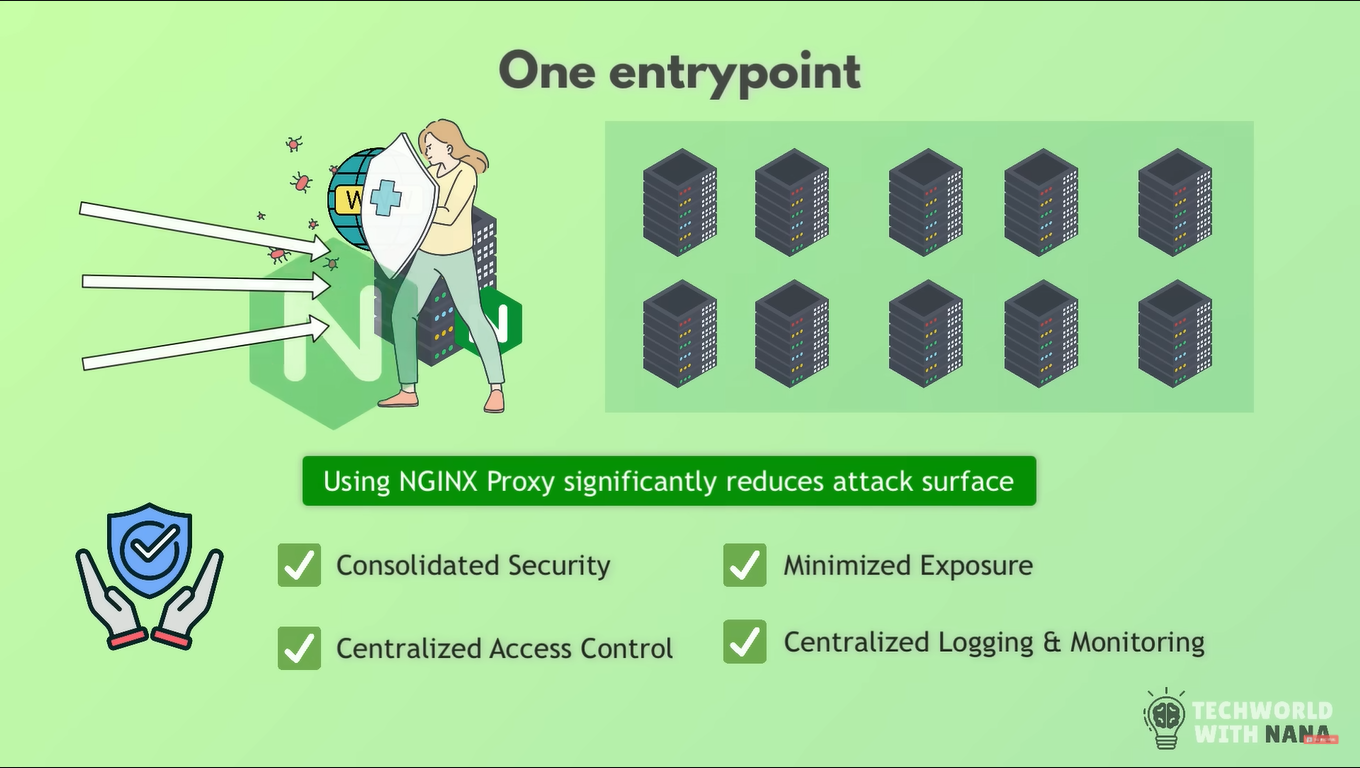 One entrypoint
W
N
N
Using NGINX Proxy significantly reduces attack surface
Consolidated Security
Minimized Exposure
Centralized Access Control
Centralized Logging & Monitoring
TECHWORLD
WITH NANA